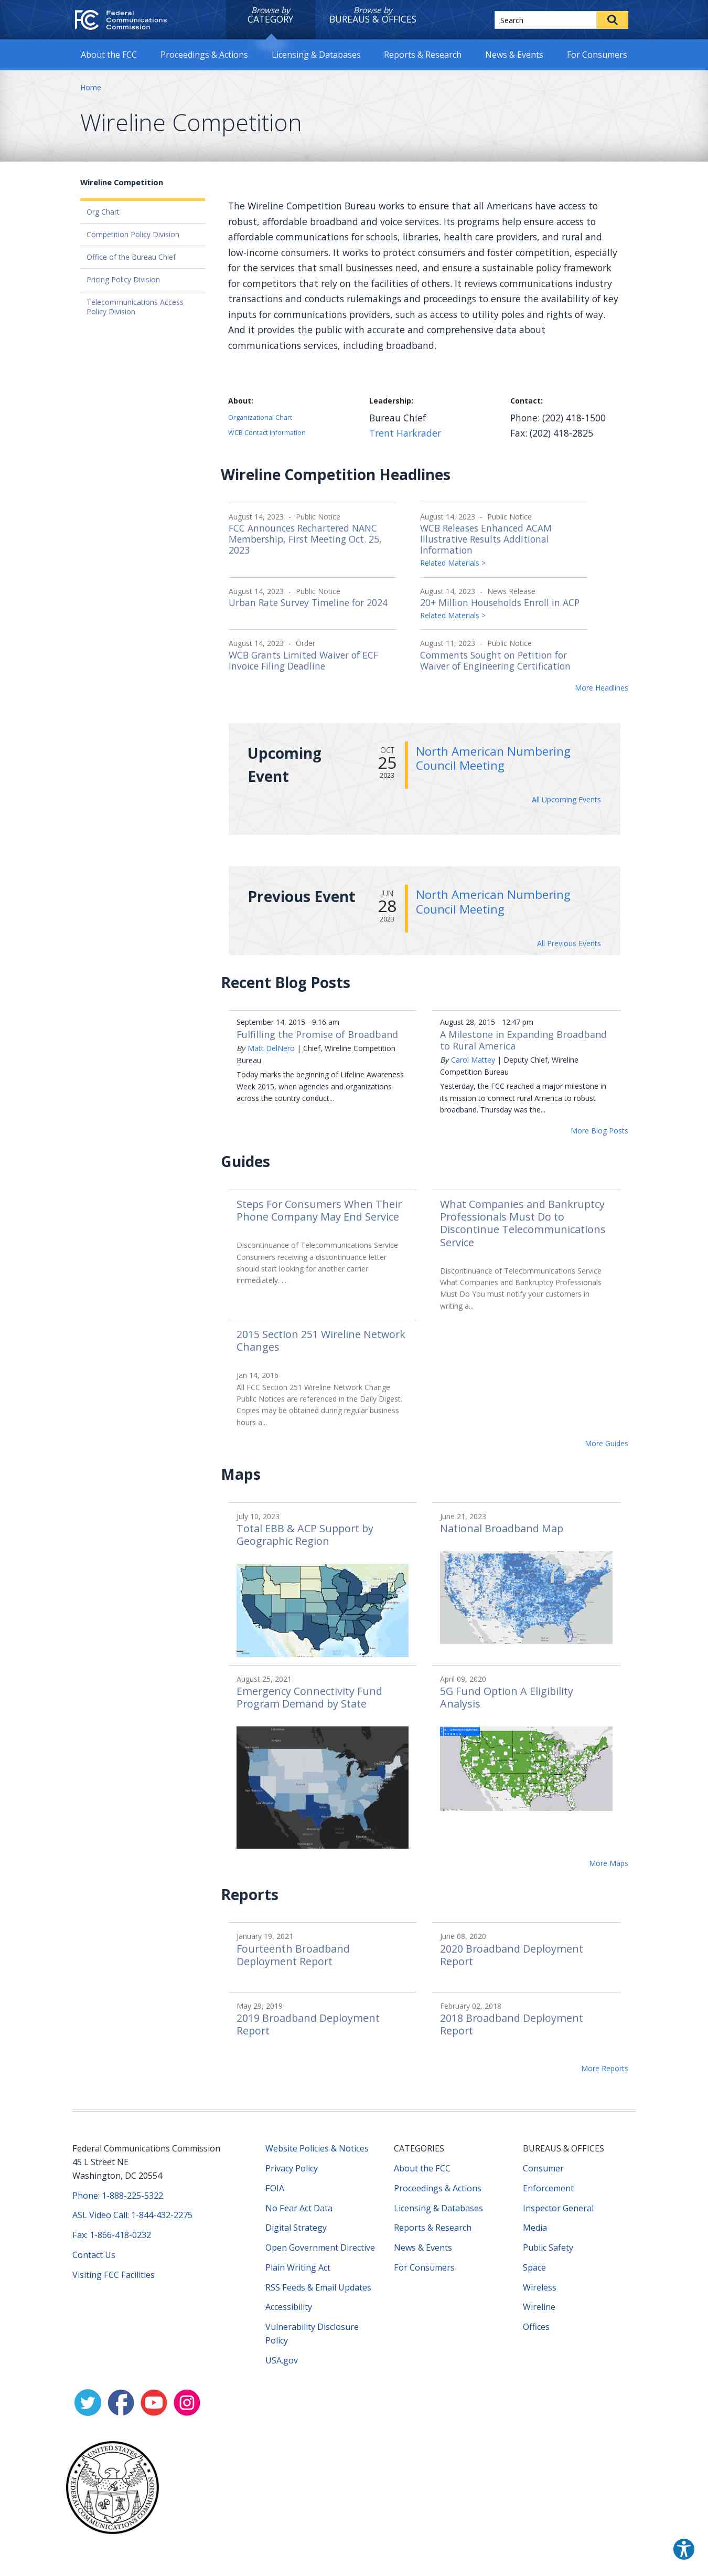 Federal
Communications
Commission
Browse by
CATEGORY
Browse by
BUREAUS & OFFICES
Search
About the FCC
Proceedings & Actions
Licensing & Databases
Reports & Research
News & Events
For Consumers
Home
Wireline Competition
Wireline Competition
Org Chart
Competition Policy Division
Office of the Bureau Chief
Pricing Policy Division
Telecommunications Access
Policy Division
The Wireline Competition Bureau works to ensure that all Americans have access to
robust, affordable broadband and voice services. Its programs help ensure access to
affordable communications for schools, libraries, health care providers, and rural and
low-income consumers. It works to protect consumers and foster competition, especially
for the services that small businesses need, and ensure a sustainable policy framework
for competitors that rely on the facilities of others. It reviews communications industry
transactions and conducts rulemakings and proceedings to ensure the availability of key
inputs for communications providers, such as access to utility poles and rights of way.
And it provides the public with accurate and comprehensive data about
communications services, including broadband.
About:
Organizational Chart
WCB Contact Information
Leadership:
Bureau Chief
Trent Harkrader
Contact:
Phone: (202) 418-1500
Fax: (202) 418-2825
Wireline Competition Headlines
August 14, 2023 - Public Notice
FCC Announces Rechartered NANC
Membership, First Meeting Oct. 25,
2023
August 14, 2023 - Public Notice
WCB Releases Enhanced ACAM
Illustrative Results Additional
Information
Related Materials >
August 14, 2023 - Public Notice
Urban Rate Survey Timeline for 2024
August 14, 2023 - News Release
20+ Million Households Enroll in ACP
Related Materials >
August 14, 2023 - Order
WCB Grants Limited Waiver of ECF
Invoice Filing Deadline
August 11, 2023 - Public Notice
Comments Sought on Petition for
Waiver of Engineering Certification
More Headlines
Upcoming
Event
OCT
25
2023
North American Numbering
Council Meeting
All Upcoming Events
Previous Event
JUN
28
2023
North American Numbering
Council Meeting
All Previous Events
Recent Blog Posts
September 14, 2015 - 9:16 am
Fulfilling the Promise of Broadband
By Matt DelNero | Chief, Wireline Competition
Bureau
Today marks the beginning of Lifeline Awareness
Week 2015, when agencies and organizations
across the country conduct...
August 28, 2015 - 12:47 pm
A Milestone in Expanding Broadband
to Rural America
By Carol Mattey | Deputy Chief, Wireline
Competition Bureau
Yesterday, the FCC reached a major milestone in
its mission to connect rural America to robust
broadband. Thursday was the...
More Blog Posts
Guides
Steps For Consumers When Their
Phone Company May End Service
Discontinuance of Telecommunications Service
Consumers receiving a discontinuance letter
should start looking for another carrier
immediately. ...
What Companies and Bankruptcy
Professionals Must Do to
Discontinue Telecommunications
Service
Discontinuance of Telecommunications Service
What Companies and Bankruptcy Professionals
Must Do You must notify your customers in
writing a...
2015 Section 251 Wireline Network
Changes
Jan 14, 2016
All FCC Section 251 Wireline Network Change
Public Notices are referenced in the Daily Digest.
Copies may be obtained during regular business
hours a...
More Guides
Maps
July 10, 2023
Total EBB & ACP Support by
Geographic Region
June 21, 2023
National Broadband Map
August 25, 2021
Emergency Connectivity Fund
Program Demand by State
April 09, 2020
5G Fund Option A Eligibility
Analysis
More Maps
Reports
January 19, 2021
Fourteenth Broadband
Deployment Report
June 08, 2020
2020 Broadband Deployment
Report
May 29, 2019
2019 Broadband Deployment
Report
February 02, 2018
2018 Broadband Deployment
Report
More Reports
Federal Communications Commission
45 L Street NE
Washington, DC 20554
Phone: 1-888-225-5322
ASL Video Call: 1-844-432-2275
Fax: 1-866-418-0232
Contact Us
Visiting FCC Facilities
Website Policies & Notices
Privacy Policy
FOIA
No Fear Act Data
Digital Strategy
Open Government Directive
Plain Writing Act
RSS Feeds & Email Updates
Accessibility
Vulnerability Disclosure
Policy
USA.gov
CATEGORIES
About the FCC
Proceedings & Actions
Licensing & Databases
Reports & Research
News & Events
For Consumers
BUREAUS & OFFICES
Consumer
Enforcement
Inspector General
Media
Public Safety
Space
Wireless
Wireline
Offices
FEDERAL COMMUNICATIONS COMMISSION